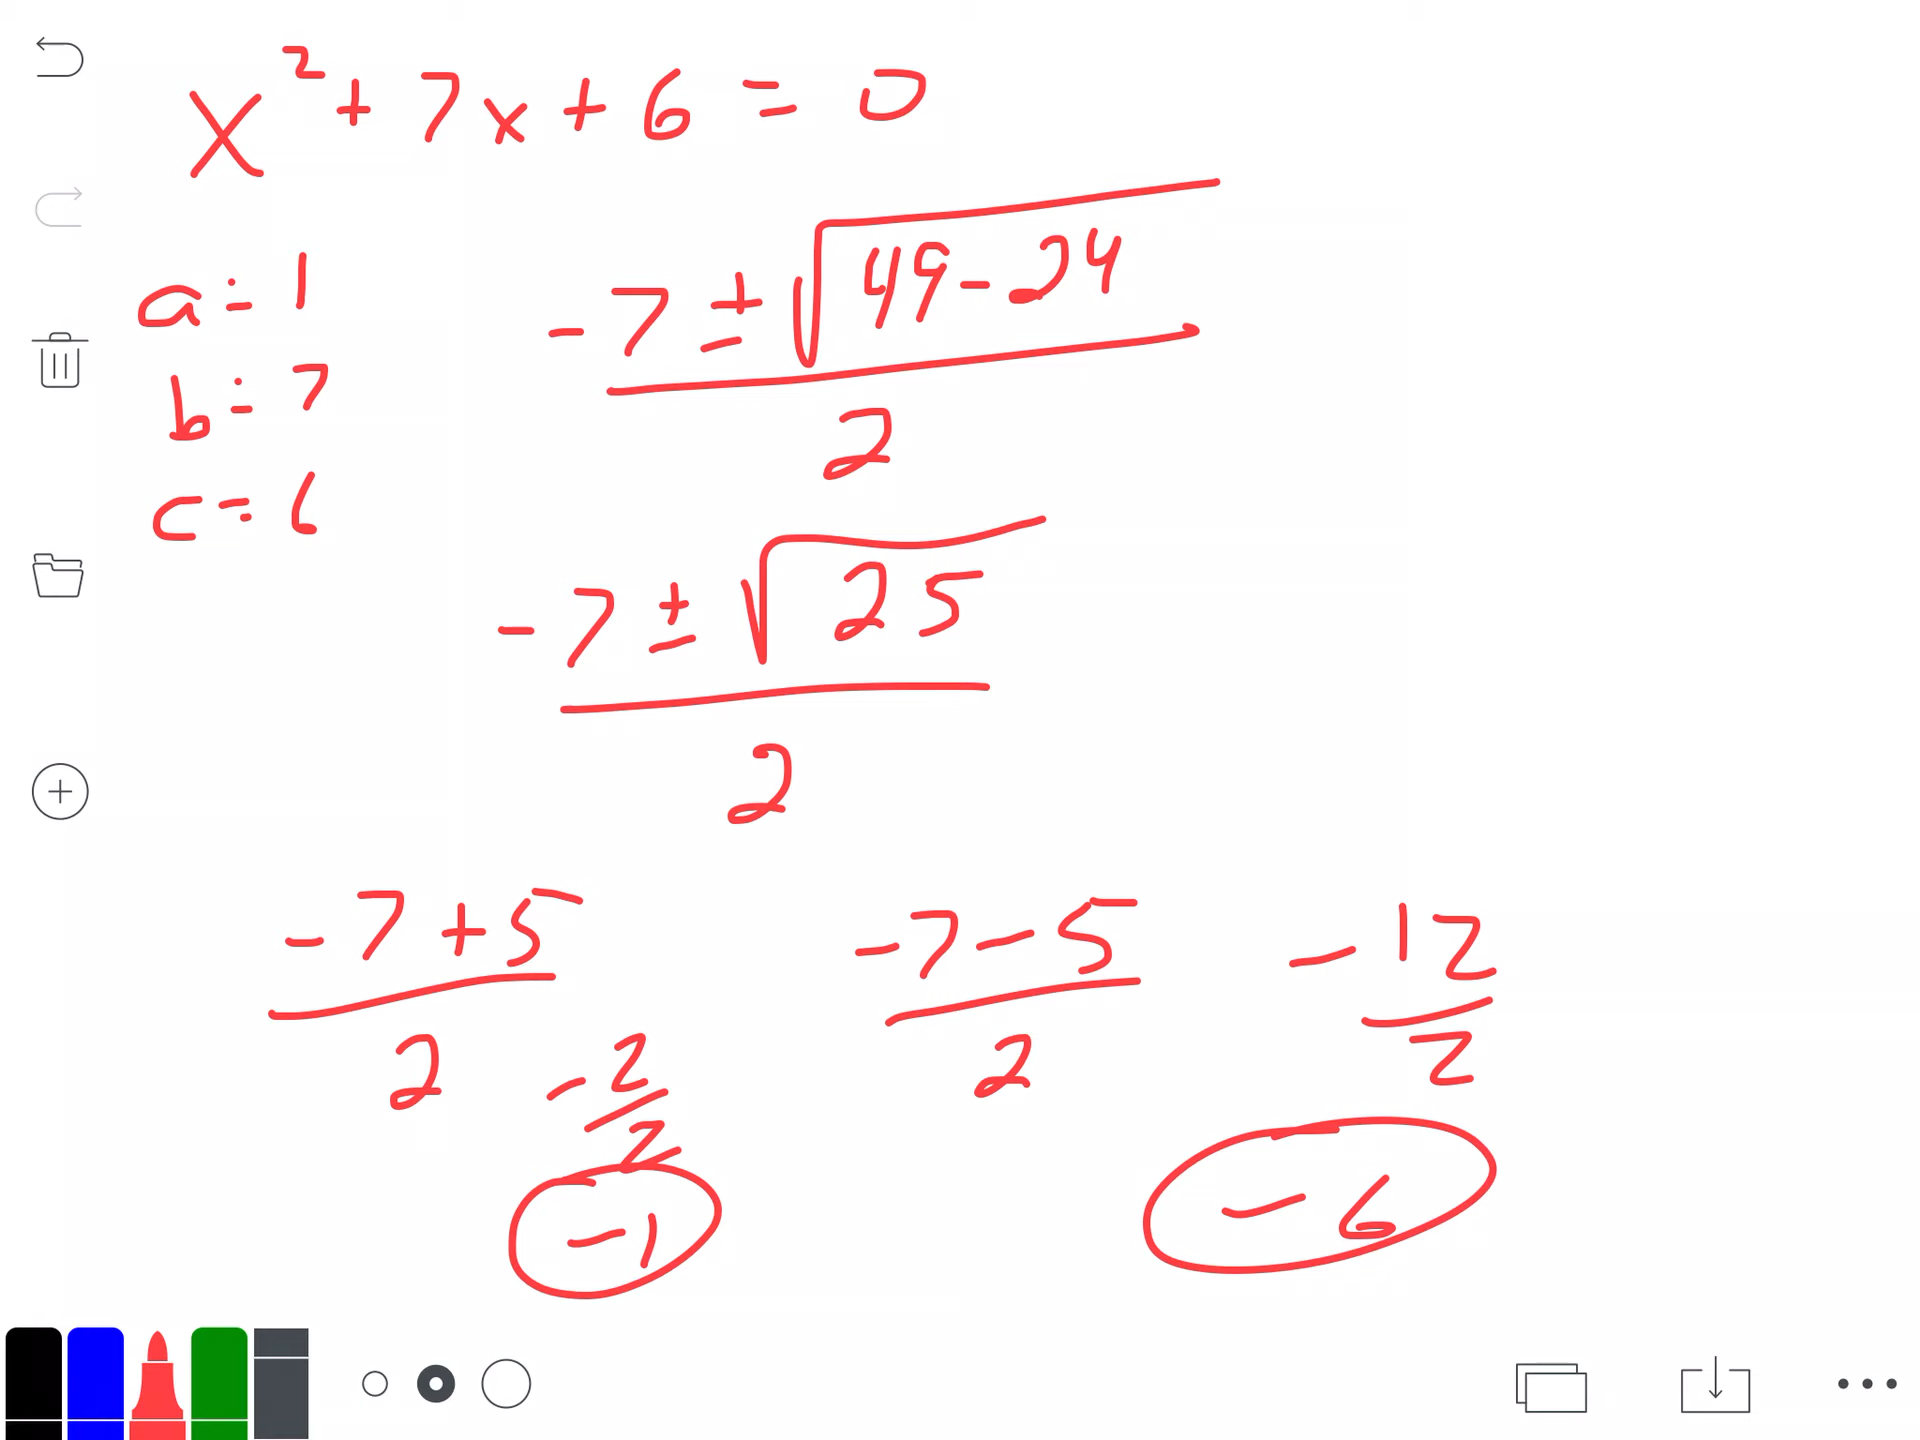 x² + 7x + 6 = 0
a = 1
b = 7
c = 6
-7 ± √49 - 24
2
-7 ± √25
2
-7 + 5
2
-2
2
-1
-7 - 5
2
-12
2
-6